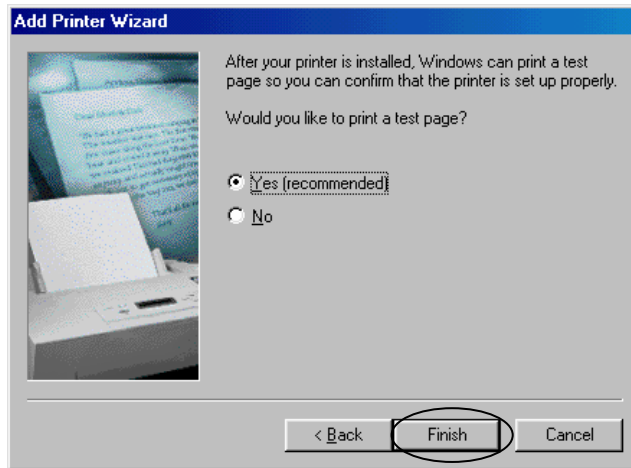 Add Printer Wizard
After your printer is installed, Windows can print a test
page so you can confirm that the printer is set up properly.
Would you like to print a test page?
Yes (recommended)
No
< Back
Finish
Cancel